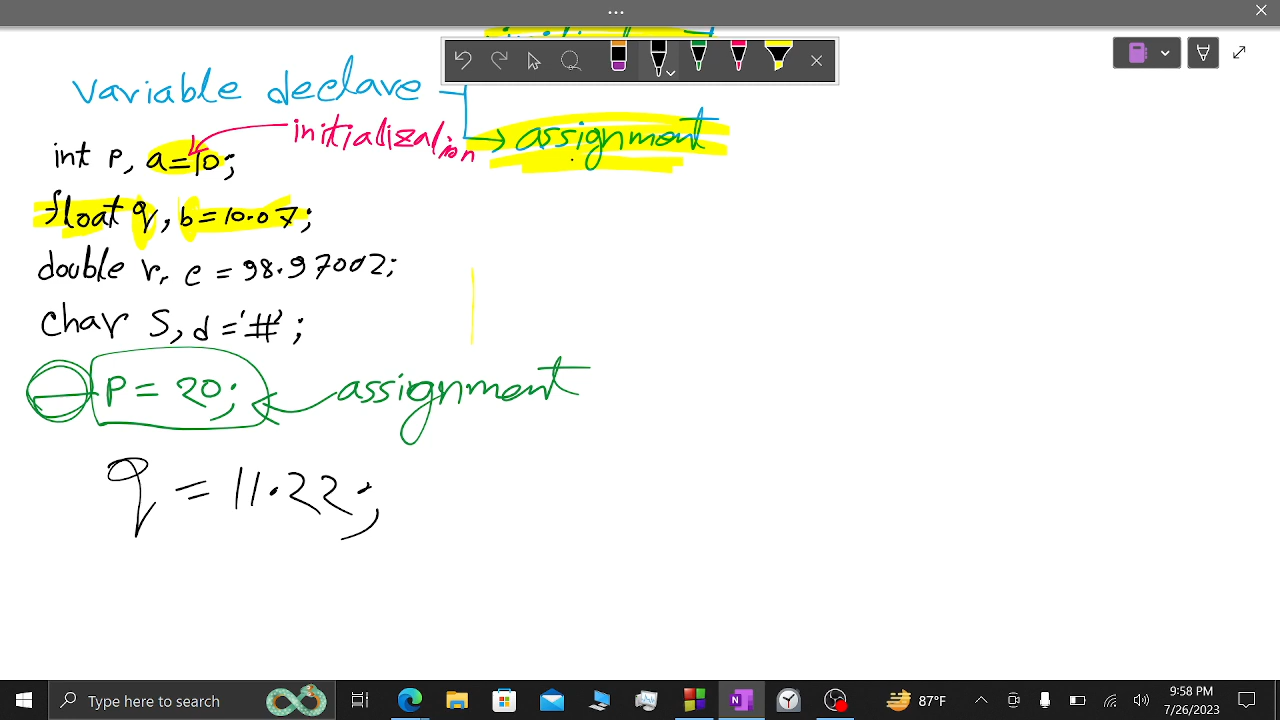 variable declare
initialization
assignment
int p, a=10;
float q, b=10.07;
double r, c = 98.97002;
char s, d ='#';
p = 20; assignment
q = 11.22;
Type here to search
87°F
9:58 PM
7/26/2023